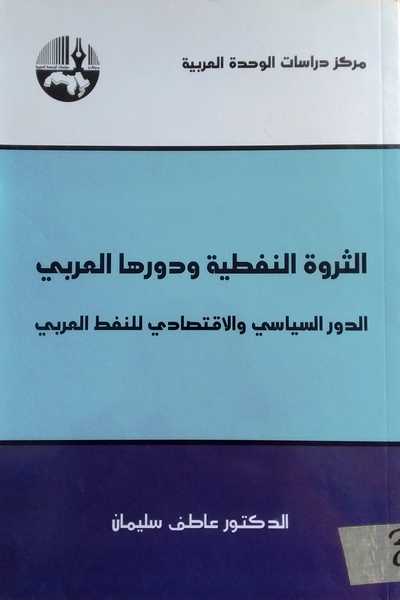 مركز دراسات الوحدة العربية
الثروة النفطية ودورها العربي
الدور السياسي والاقتصادي للنفط العربي
الدكتور عاطف سليمان